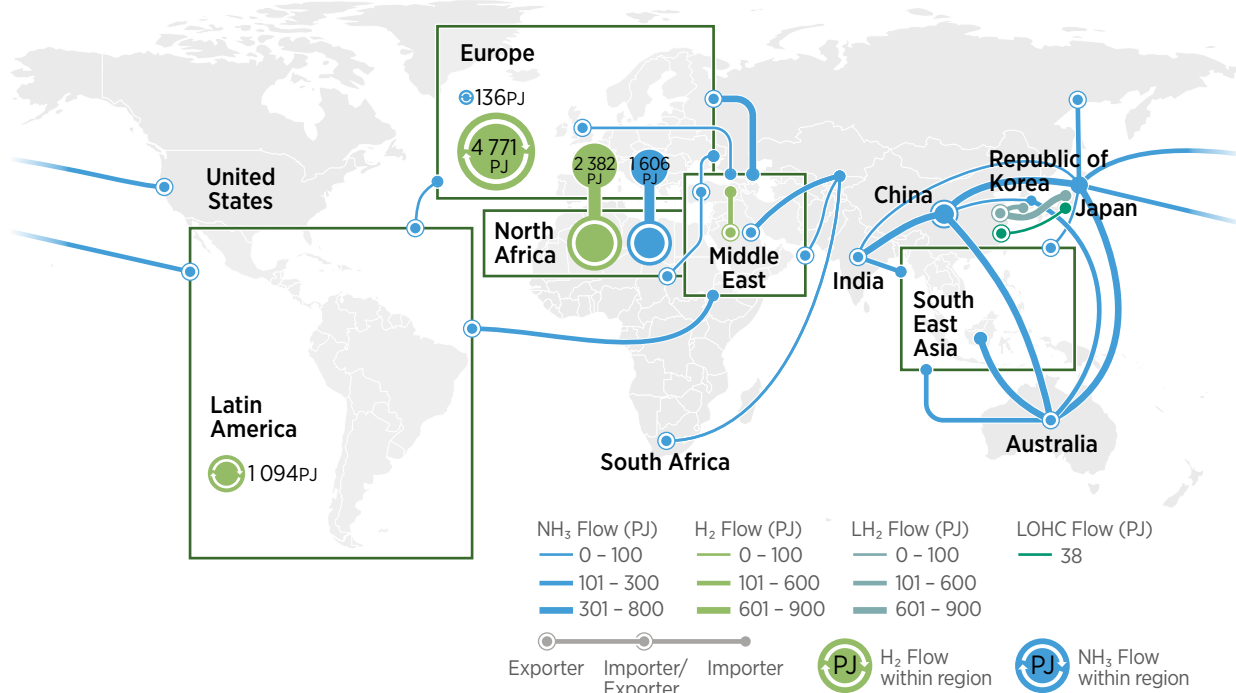 Europe
136PJ
4 771
PJ
2 382
PJ
1 606
PJ
United
States
North
Africa
Middle
East
China
Republic of
Korea
Japan
India
South
East
Asia
Latin
America
1 094PJ
South Africa
Australia
NH₃ Flow (PJ)
0 – 100
101 – 300
301 – 800
H₂ Flow (PJ)
0 – 100
101 – 600
601 – 900
LH₂ Flow (PJ)
0 – 100
101 – 600
601 – 900
LOHC Flow (PJ)
38
Exporter
Importer/
Exporter
Importer
PJ
H₂ Flow
within region
PJ
NH₃ Flow
within region